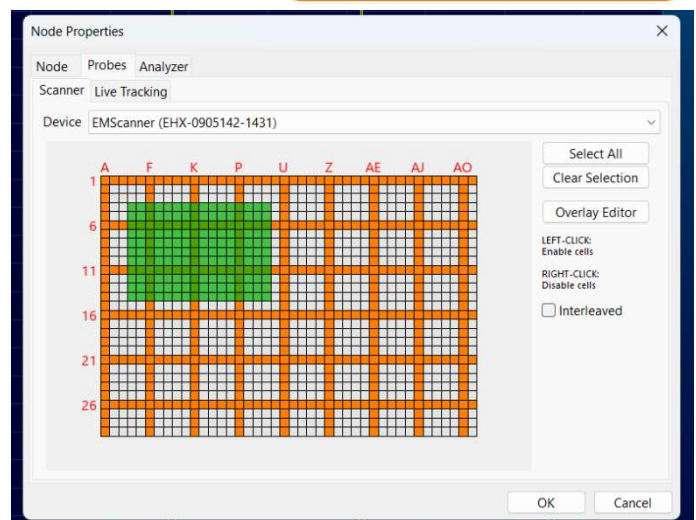 Node Properties
Node Probes Analyzer
Scanner Live Tracking
Device EMScanner (EHX-0905142-1431)
A F K P U Z AE AJ AO
1
6
11
16
21
26
Select All
Clear Selection
Overlay Editor
LEFT-CLICK:
Enable cells
RIGHT-CLICK:
Disable cells
Interleaved
OK Cancel